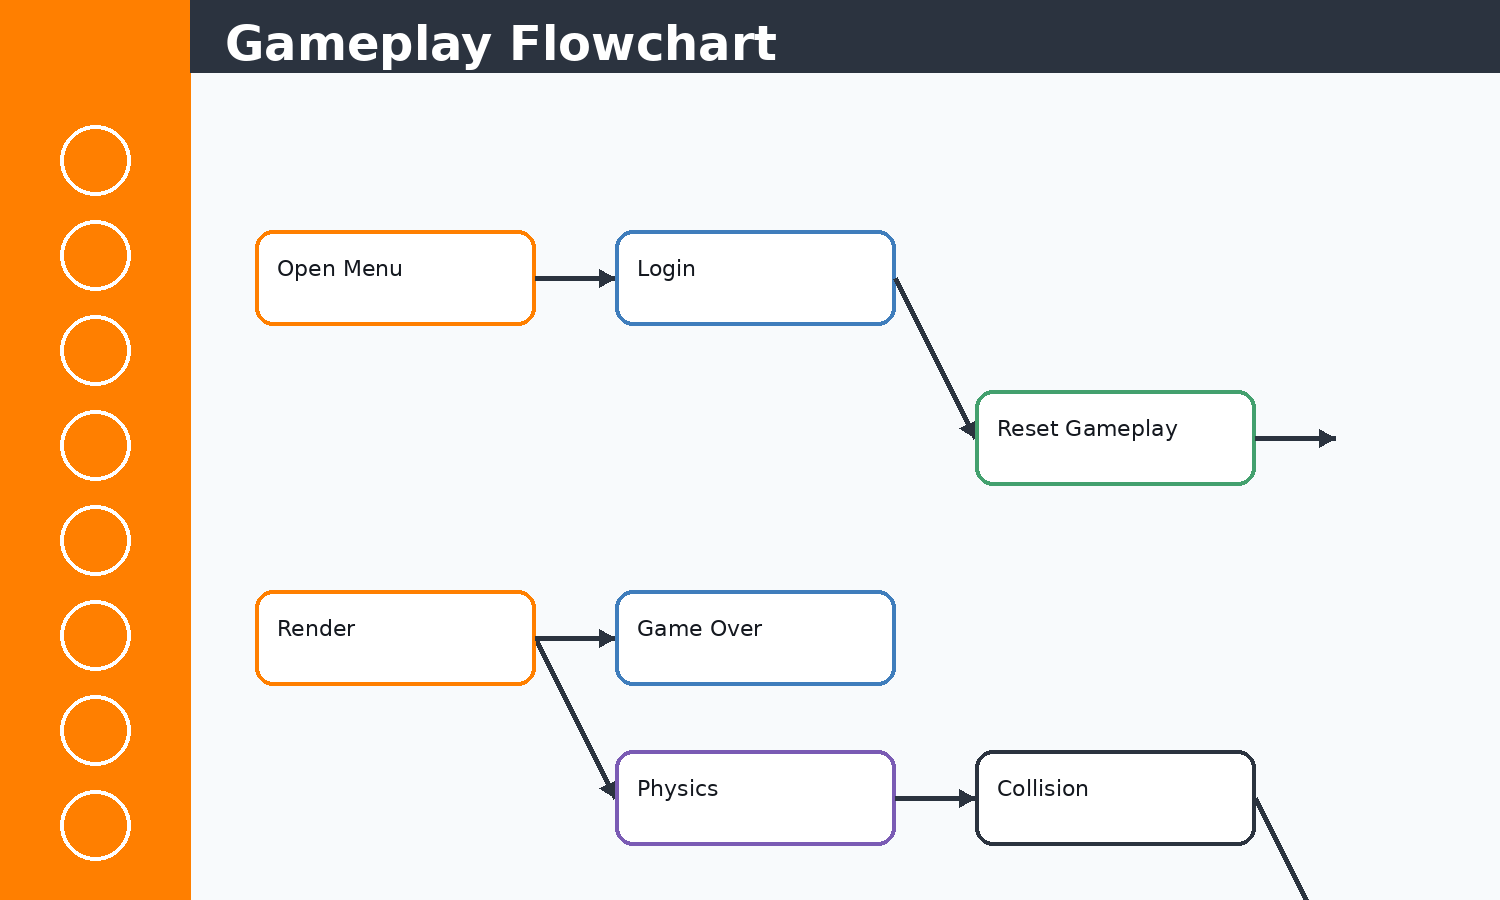 Gameplay Flowchart
Open Menu
Login
Reset Gameplay
Render
Game Over
Physics
Collision